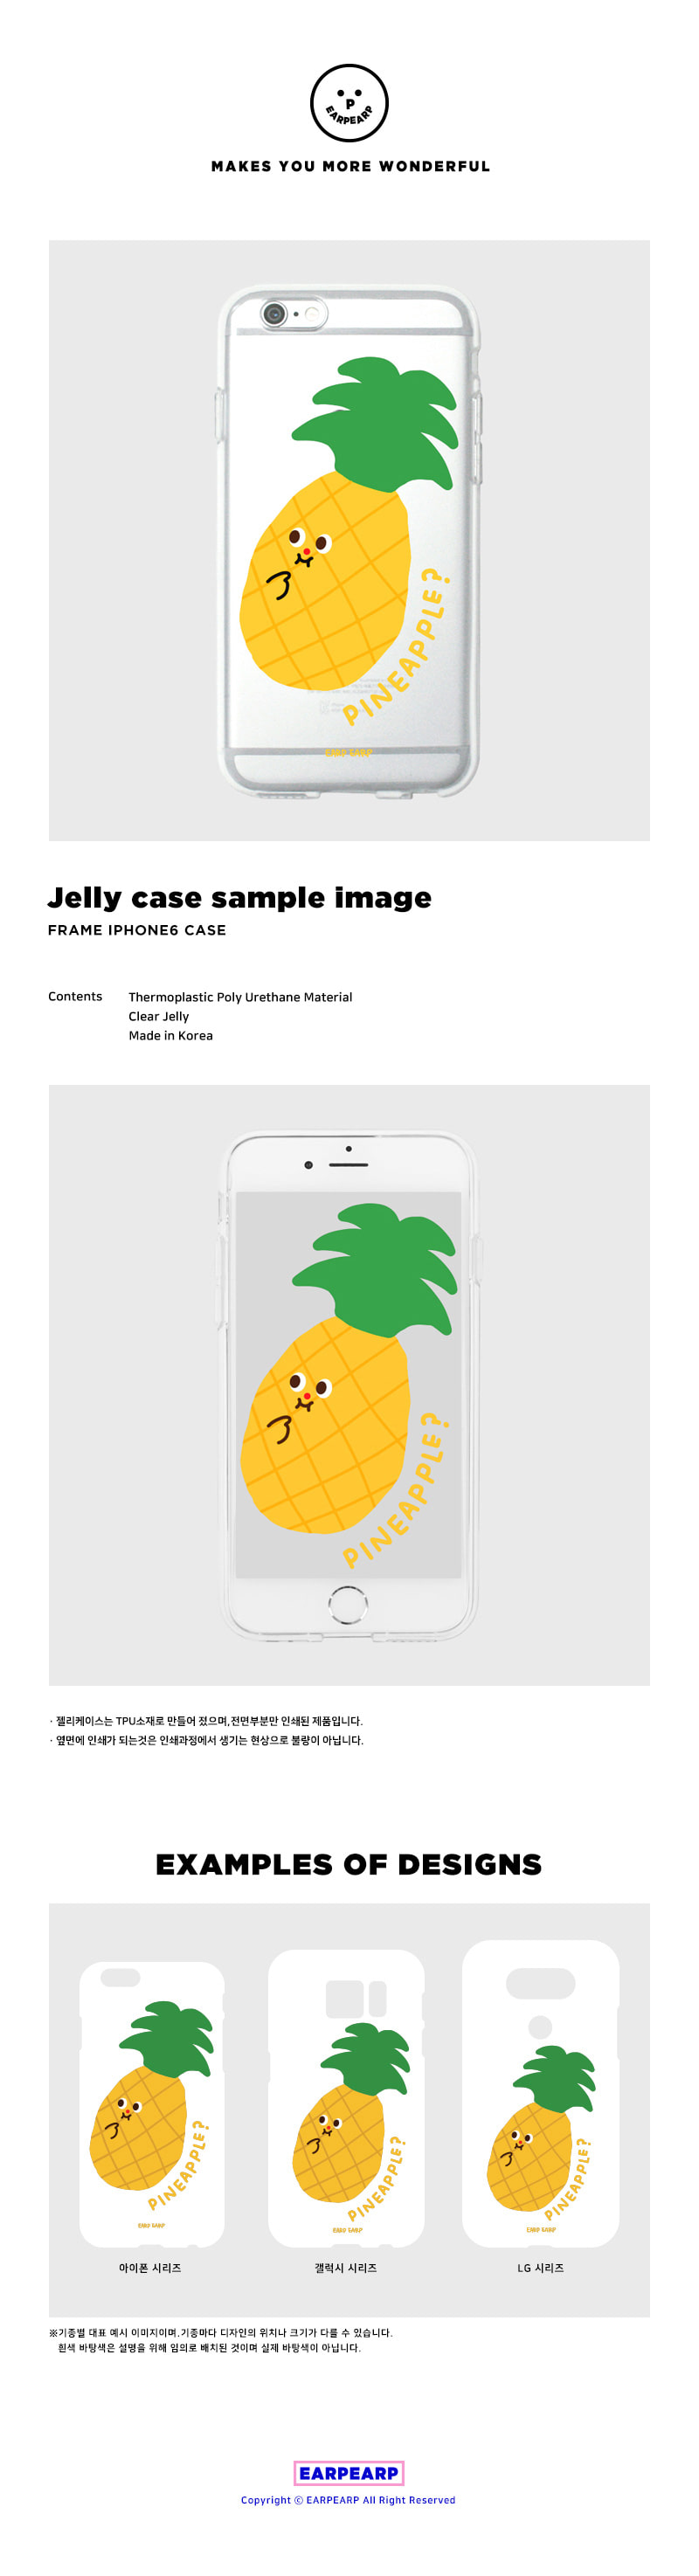 P
EARPEARP
MAKES YOU MORE WONDERFUL
PINEAPPLE?
EARP EARP
Jelly case sample image
FRAME IPHONE6 CASE
Contents
Thermoplastic Poly Urethane Material
Clear Jelly
Made in Korea
PINEAPPLE?
· 젤리케이스는 TPU소재로 만들어 졌으며,전면부분만 인쇄된 제품입니다.
· 옆면에 인쇄가 되는것은 인쇄과정에서 생기는 현상으로 불량이 아닙니다.
EXAMPLES OF DESIGNS
PINEAPPLE?
EARP EARP
PINEAPPLE?
EARP EARP
PINEAPPLE?
EARP EARP
아이폰 시리즈
갤럭시 시리즈
LG 시리즈
※기종별 대표 예시 이미지이며,기종마다 디자인의 위치나 크기가 다를 수 있습니다.
흰색 바탕색은 설명을 위해 임의로 배치된 것이며 실제 바탕색이 아닙니다.
EARPEARP
Copyright ⓒ EARPEARP All Right Reserved